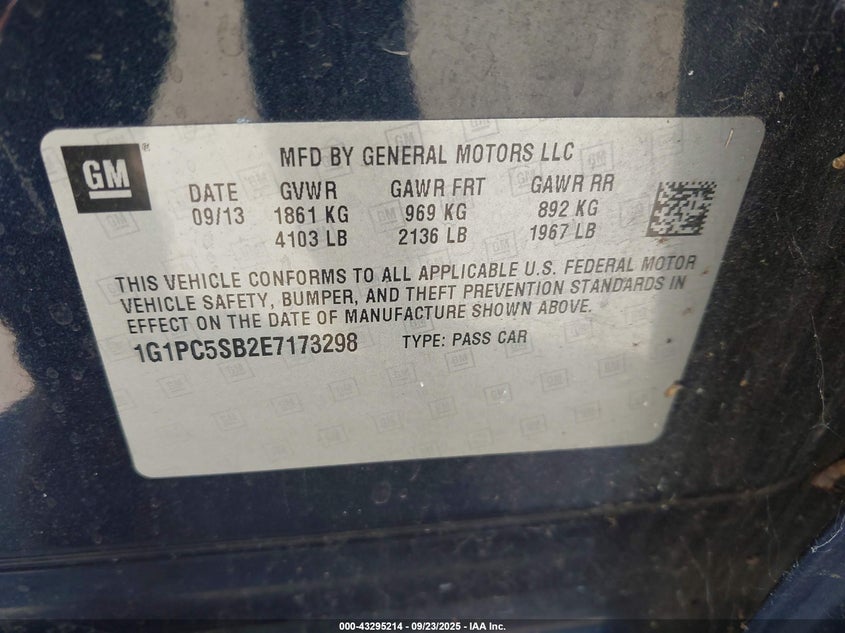 GM
MFD BY GENERAL MOTORS LLC
DATE GVWR GAWR FRT GAWR RR
09/13 1861 KG 969 KG 892 KG
4103 LB 2136 LB 1967 LB
THIS VEHICLE CONFORMS TO ALL APPLICABLE U.S. FEDERAL MOTOR
VEHICLE SAFETY, BUMPER, AND THEFT PREVENTION STANDARDS IN
EFFECT ON THE DATE OF MANUFACTURE SHOWN ABOVE.
1G1PC5SB2E7173298 TYPE: PASS CAR
000-43295214 - 09/23/2025 - IAA Inc.